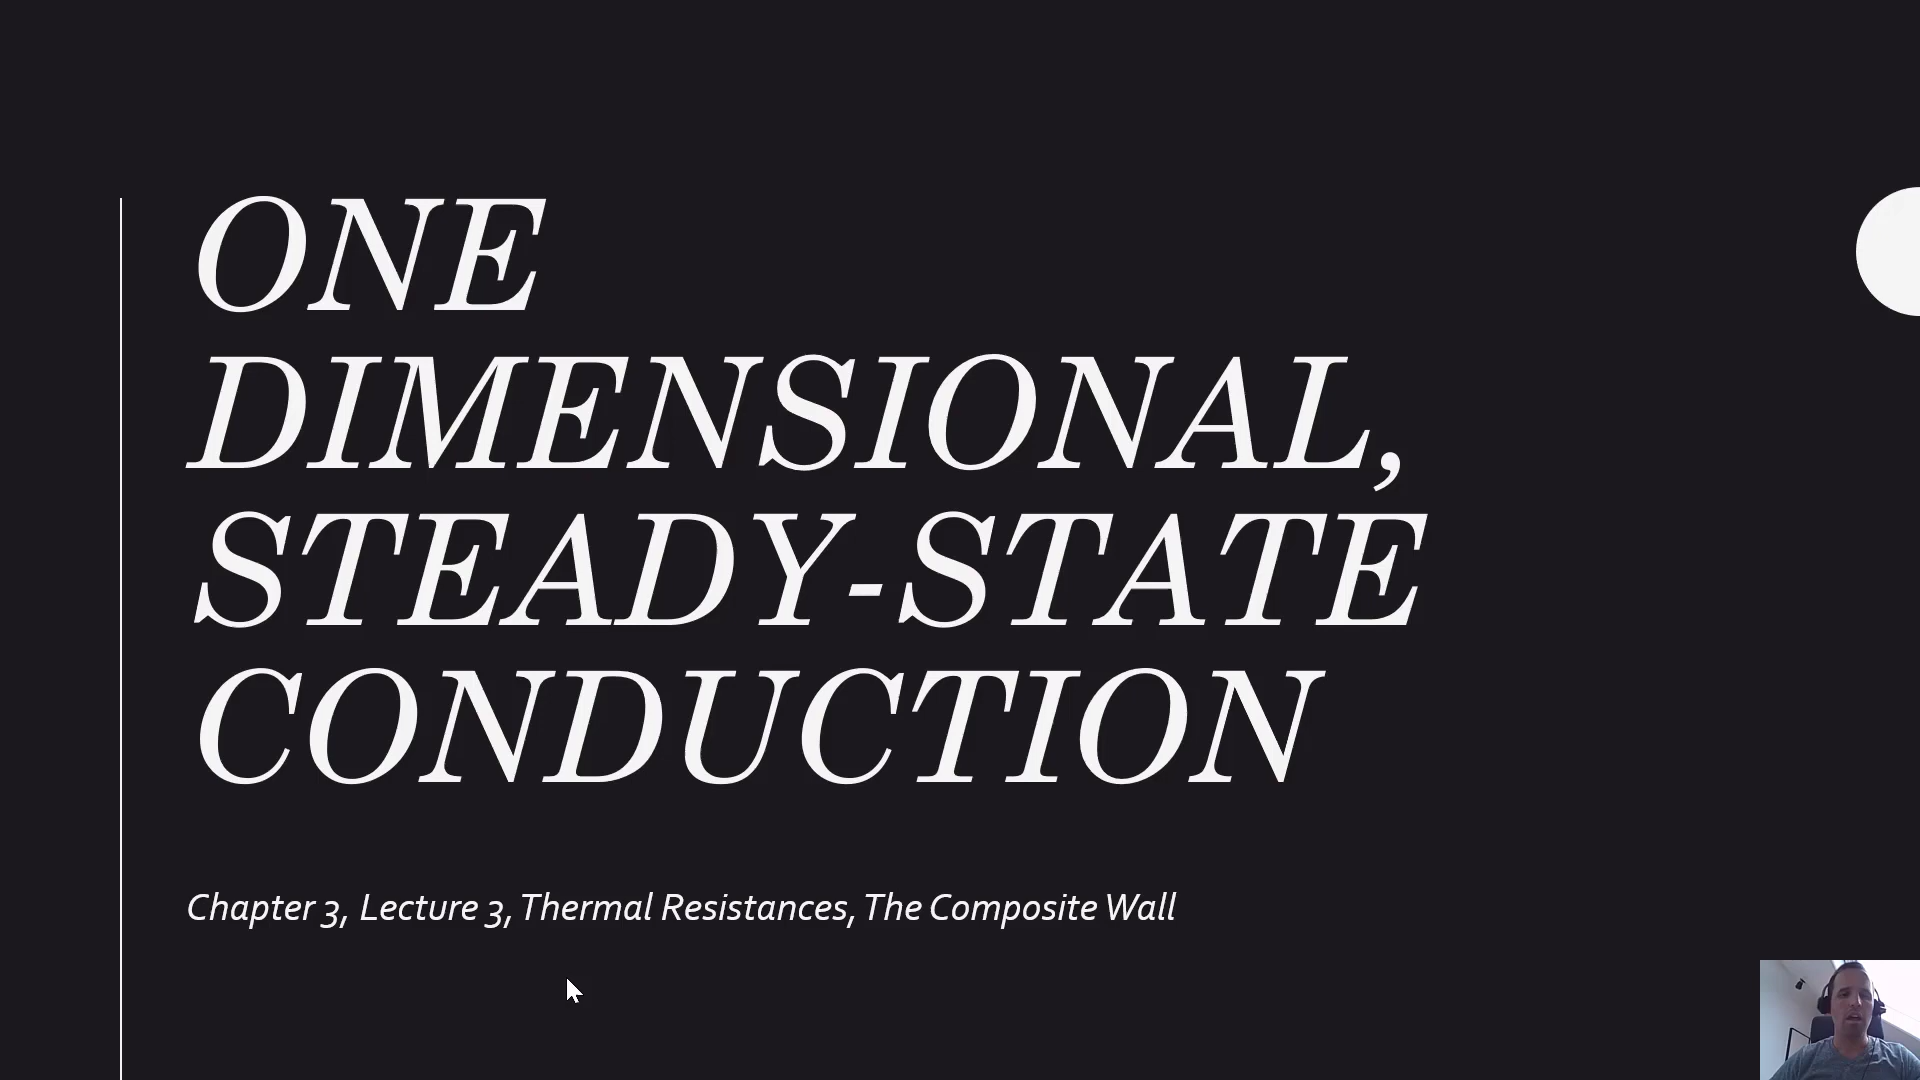 ONE
DIMENSIONAL,
STEADY-STATE
CONDUCTION
Chapter 3, Lecture 3, Thermal Resistances, The Composite Wall